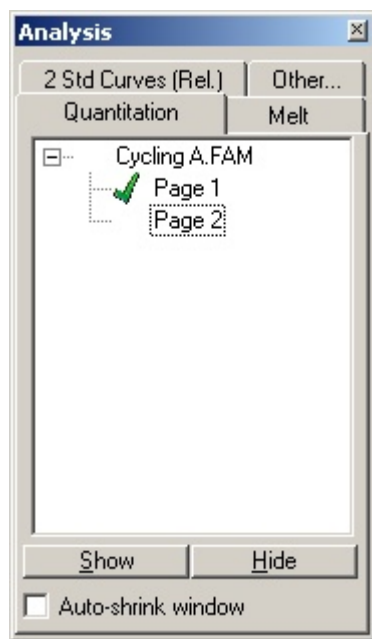 Analysis
2 Std Curves (Rel.) Other...
Quantitation Melt
Cycling A.FAM
Page 1
Page 2
Show Hide
Auto-shrink window